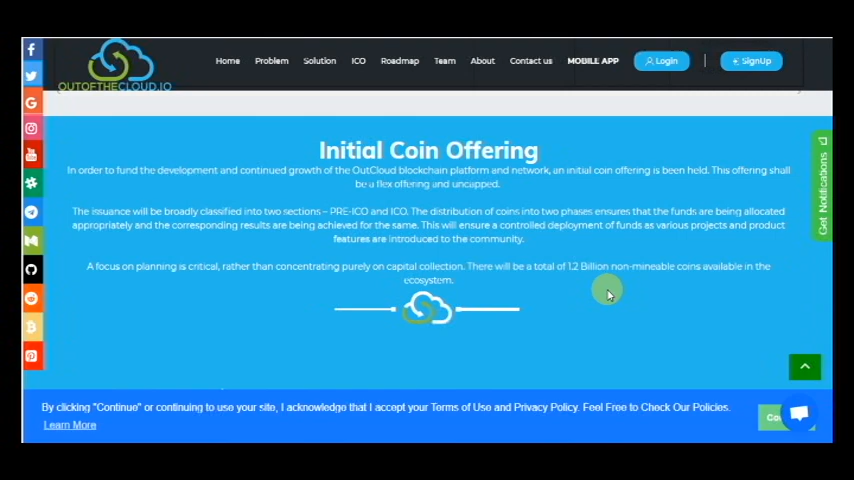 Home Problem Solution ICO Roadmap Team About Contact us MOBILE APP Login SignUp
OUTOFTHECLOUD.IO
Initial Coin Offering
In order to fund the development and continued growth of the OutCloud blockchain platform and network, an initial coin offering is been held. This offering shall
be a flex offering and uncapped.
The issuance will be broadly classified into two sections – PRE-ICO and ICO. The distribution of coins into two phases ensures that the funds are being allocated
appropriately and the corresponding results are being achieved for the same. This will ensure a controlled deployment of funds as various projects and product
features are introduced to the community.
A focus on planning is critical, rather than concentrating purely on capital collection. There will be a total of 1.2 Billion non-mineable coins available in the
ecosystem.
Get Notifications
By clicking "Continue" or continuing to use your site, I acknowledge that I accept your Terms of Use and Privacy Policy. Feel Free to Check Our Policies.
Learn More